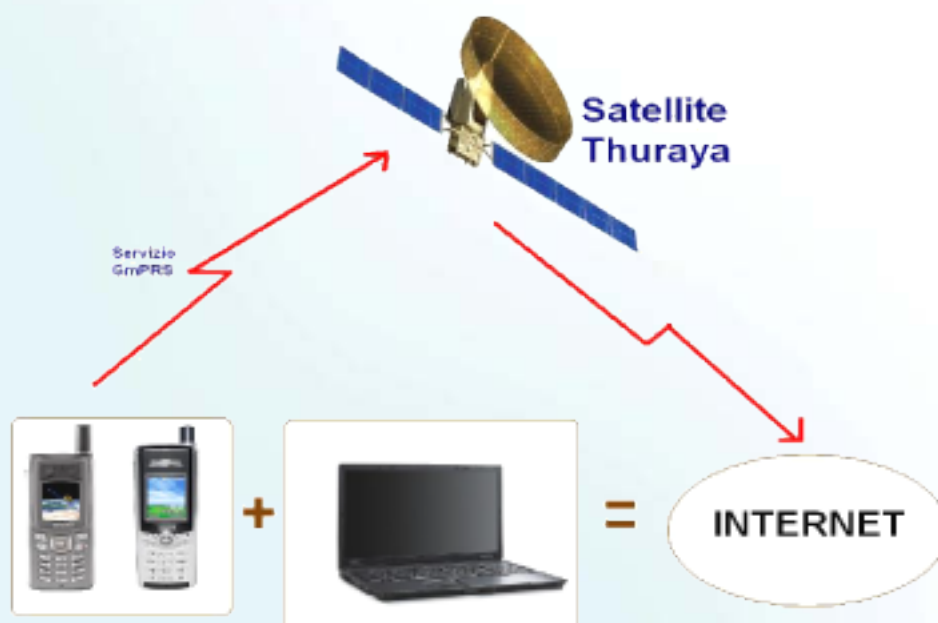 Satellite
Thuraya
Servizio
GmPRS
+
=
INTERNET